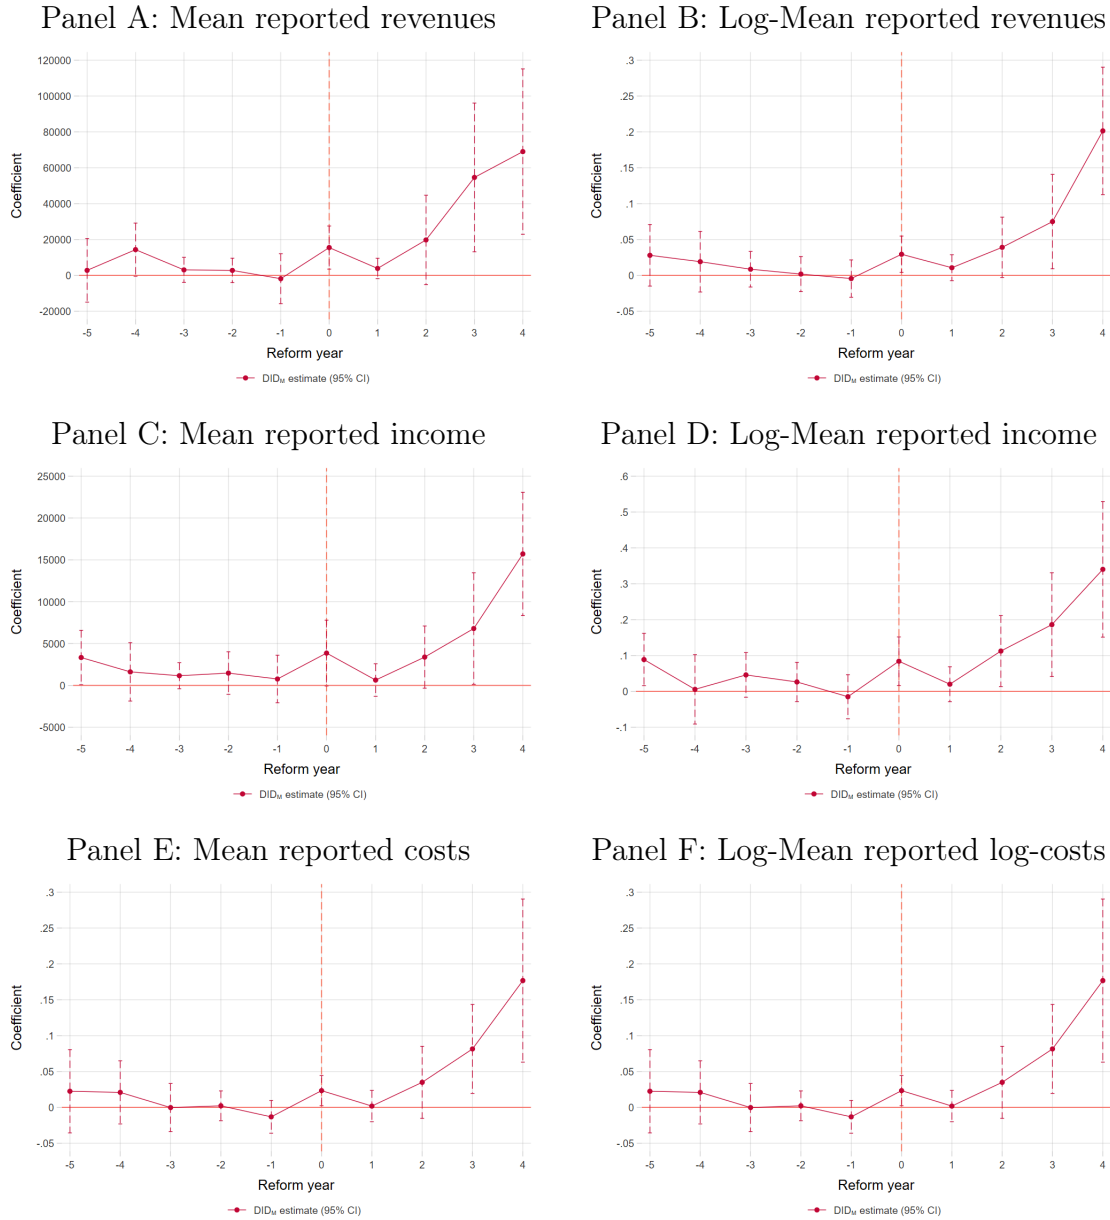 Panel A: Mean reported revenues
120000
100000
80000
60000
40000
20000
0
-20000
Coefficient
-5 -4 -3 -2 -1 0 1 2 3 4
Reform year
DIDM estimate (95% CI)
Panel B: Log-Mean reported revenues
.3
.25
.2
.15
.1
.05
0
-.05
Coefficient
-5 -4 -3 -2 -1 0 1 2 3 4
Reform year
DIDM estimate (95% CI)
Panel C: Mean reported income
25000
20000
15000
10000
5000
0
-5000
Coefficient
-5 -4 -3 -2 -1 0 1 2 3 4
Reform year
DIDM estimate (95% CI)
Panel D: Log-Mean reported income
.6
.5
.4
.3
.2
.1
0
-.1
Coefficient
-5 -4 -3 -2 -1 0 1 2 3 4
Reform year
DIDM estimate (95% CI)
Panel E: Mean reported costs
.3
.25
.2
.15
.1
.05
0
-.05
Coefficient
-5 -4 -3 -2 -1 0 1 2 3 4
Reform year
DIDM estimate (95% CI)
Panel F: Log-Mean reported log-costs
.3
.25
.2
.15
.1
.05
0
-.05
Coefficient
-5 -4 -3 -2 -1 0 1 2 3 4
Reform year
DIDM estimate (95% CI)